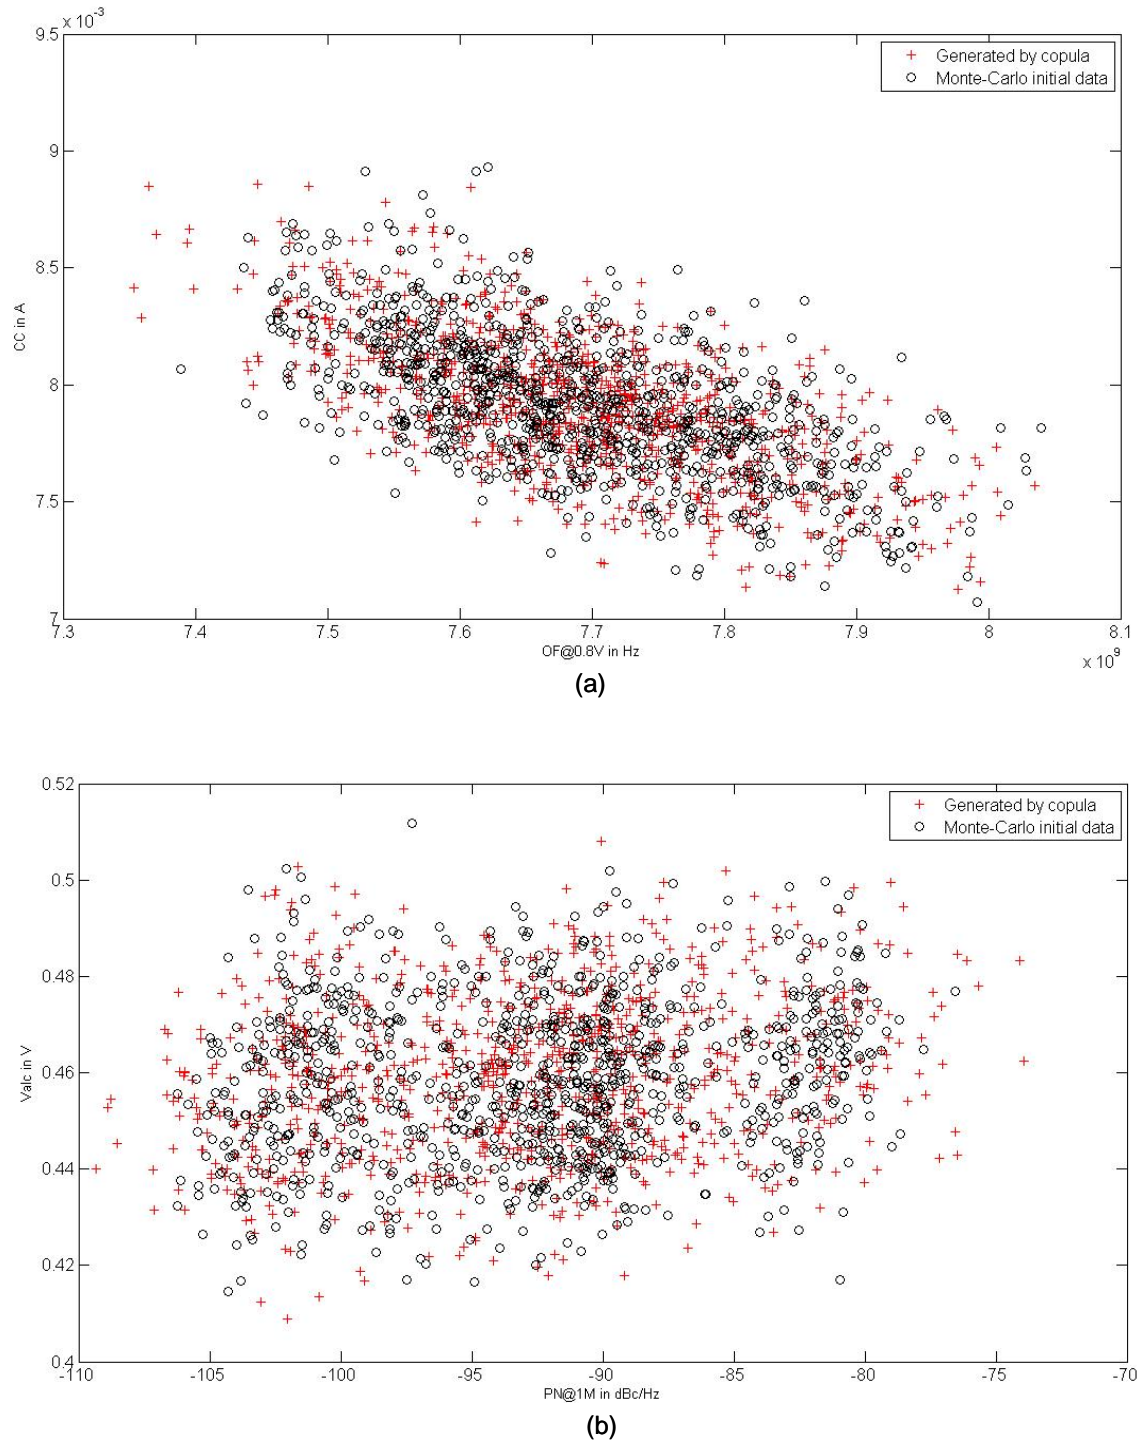 x 10⁻³
9.5
Generated by copula
Monte-Carlo initial data
9
8.5
CC in A
8
7.5
7
7.3 7.4 7.5 7.6 7.7 7.8 7.9 8 8.1
OF@0.8V in Hz
x 10⁹
(a)
0.52
Generated by copula
Monte-Carlo initial data
0.5
0.48
0.46
Valc in V
0.44
0.42
0.4
-110 -105 -100 -95 -90 -85 -80 -75 -70
PN@1M in dBc/Hz
(b)